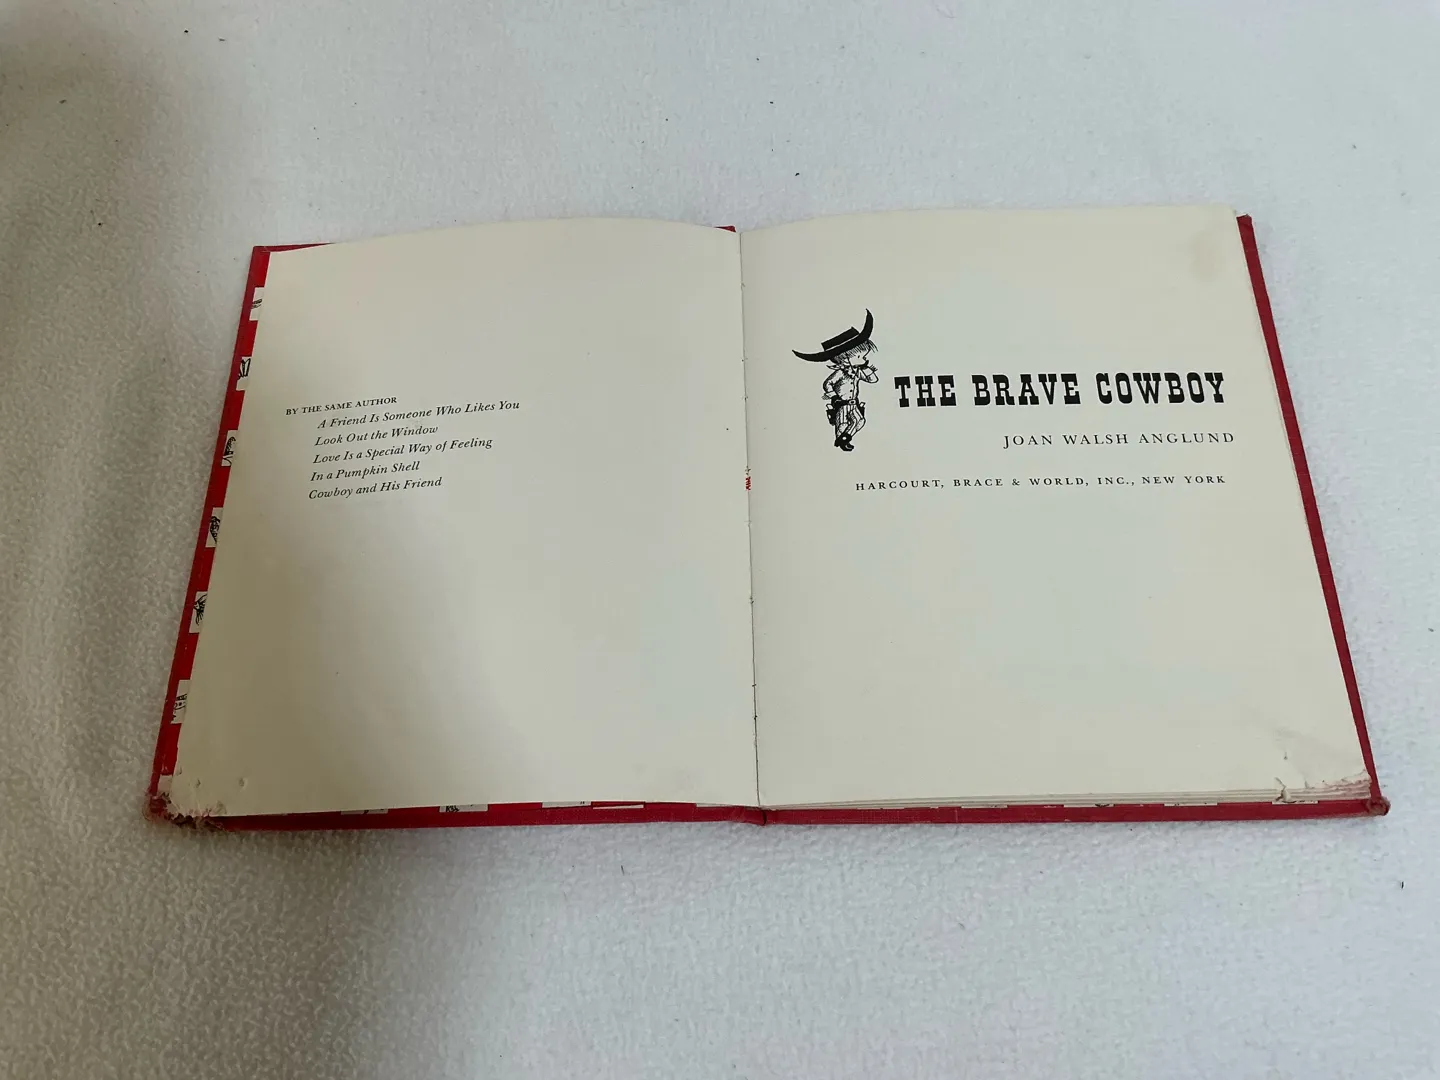 BY THE SAME AUTHOR
A Friend Is Someone Who Likes You
Look Out the Window
Love Is a Special Way of Feeling
In a Pumpkin Shell
Cowboy and His Friend
THE BRAVE COWBOY
JOAN WALSH ANGLUND
HARCOURT, BRACE & WORLD, INC., NEW YORK